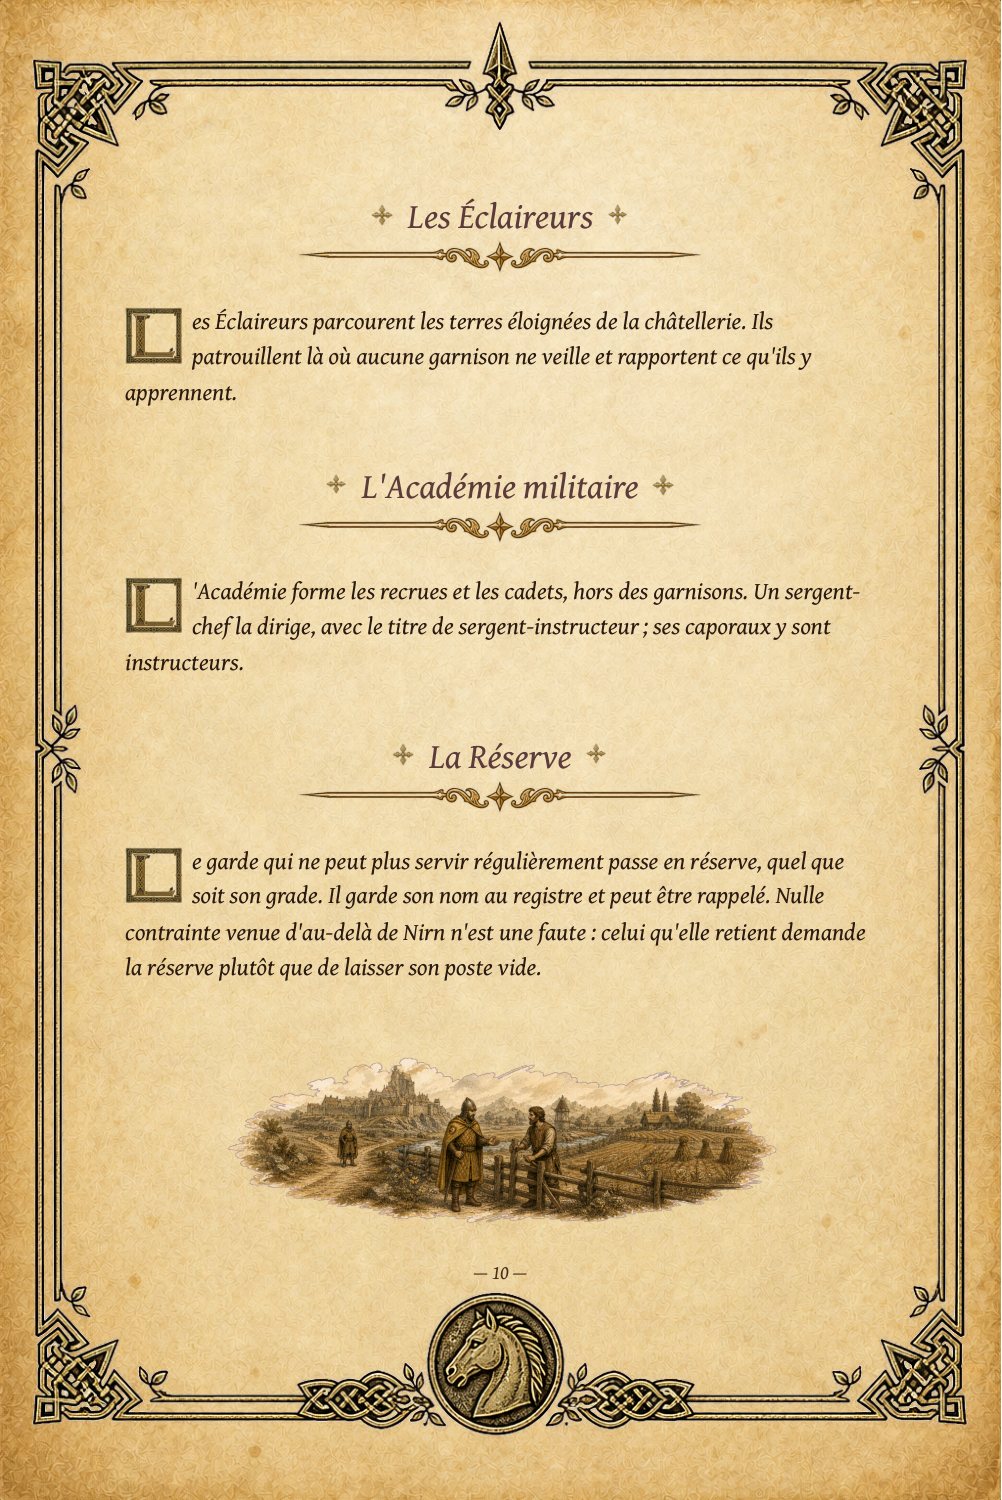 Les Éclaireurs
Les Éclaireurs parcourent les terres éloignées de la châtellerie. Ils
patrouillent là où aucune garnison ne veille et rapportent ce qu'ils y
apprennent.
L'Académie militaire
L'Académie forme les recrues et les cadets, hors des garnisons. Un sergent-
chef la dirige, avec le titre de sergent-instructeur ; ses caporaux y sont
instructeurs.
La Réserve
Le garde qui ne peut plus servir régulièrement passe en réserve, quel que
soit son grade. Il garde son nom au registre et peut être rappelé. Nulle
contrainte venue d'au-delà de Nirn n'est une faute : celui qu'elle retient demande
la réserve plutôt que de laisser son poste vide.
— 10 —